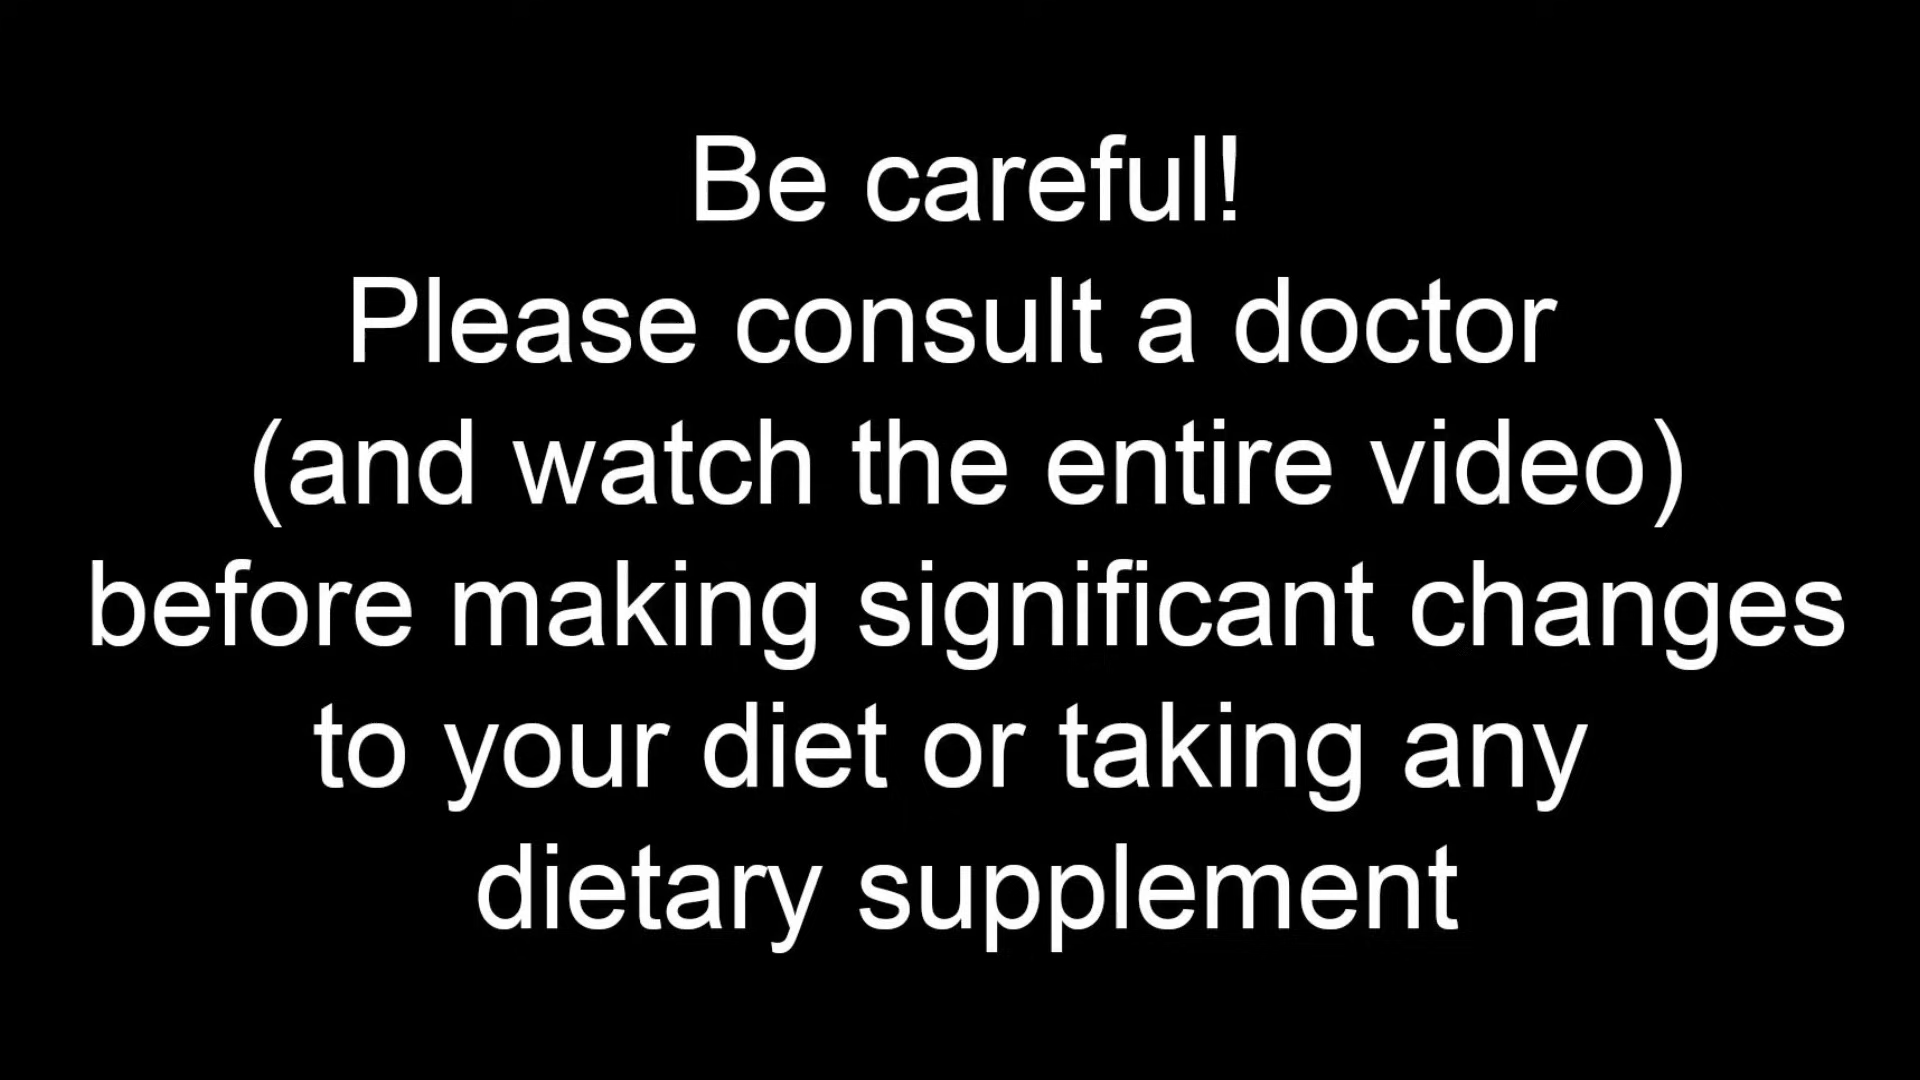 Be careful!
Please consult a doctor
(and watch the entire video)
before making significant changes
to your diet or taking any
dietary supplement